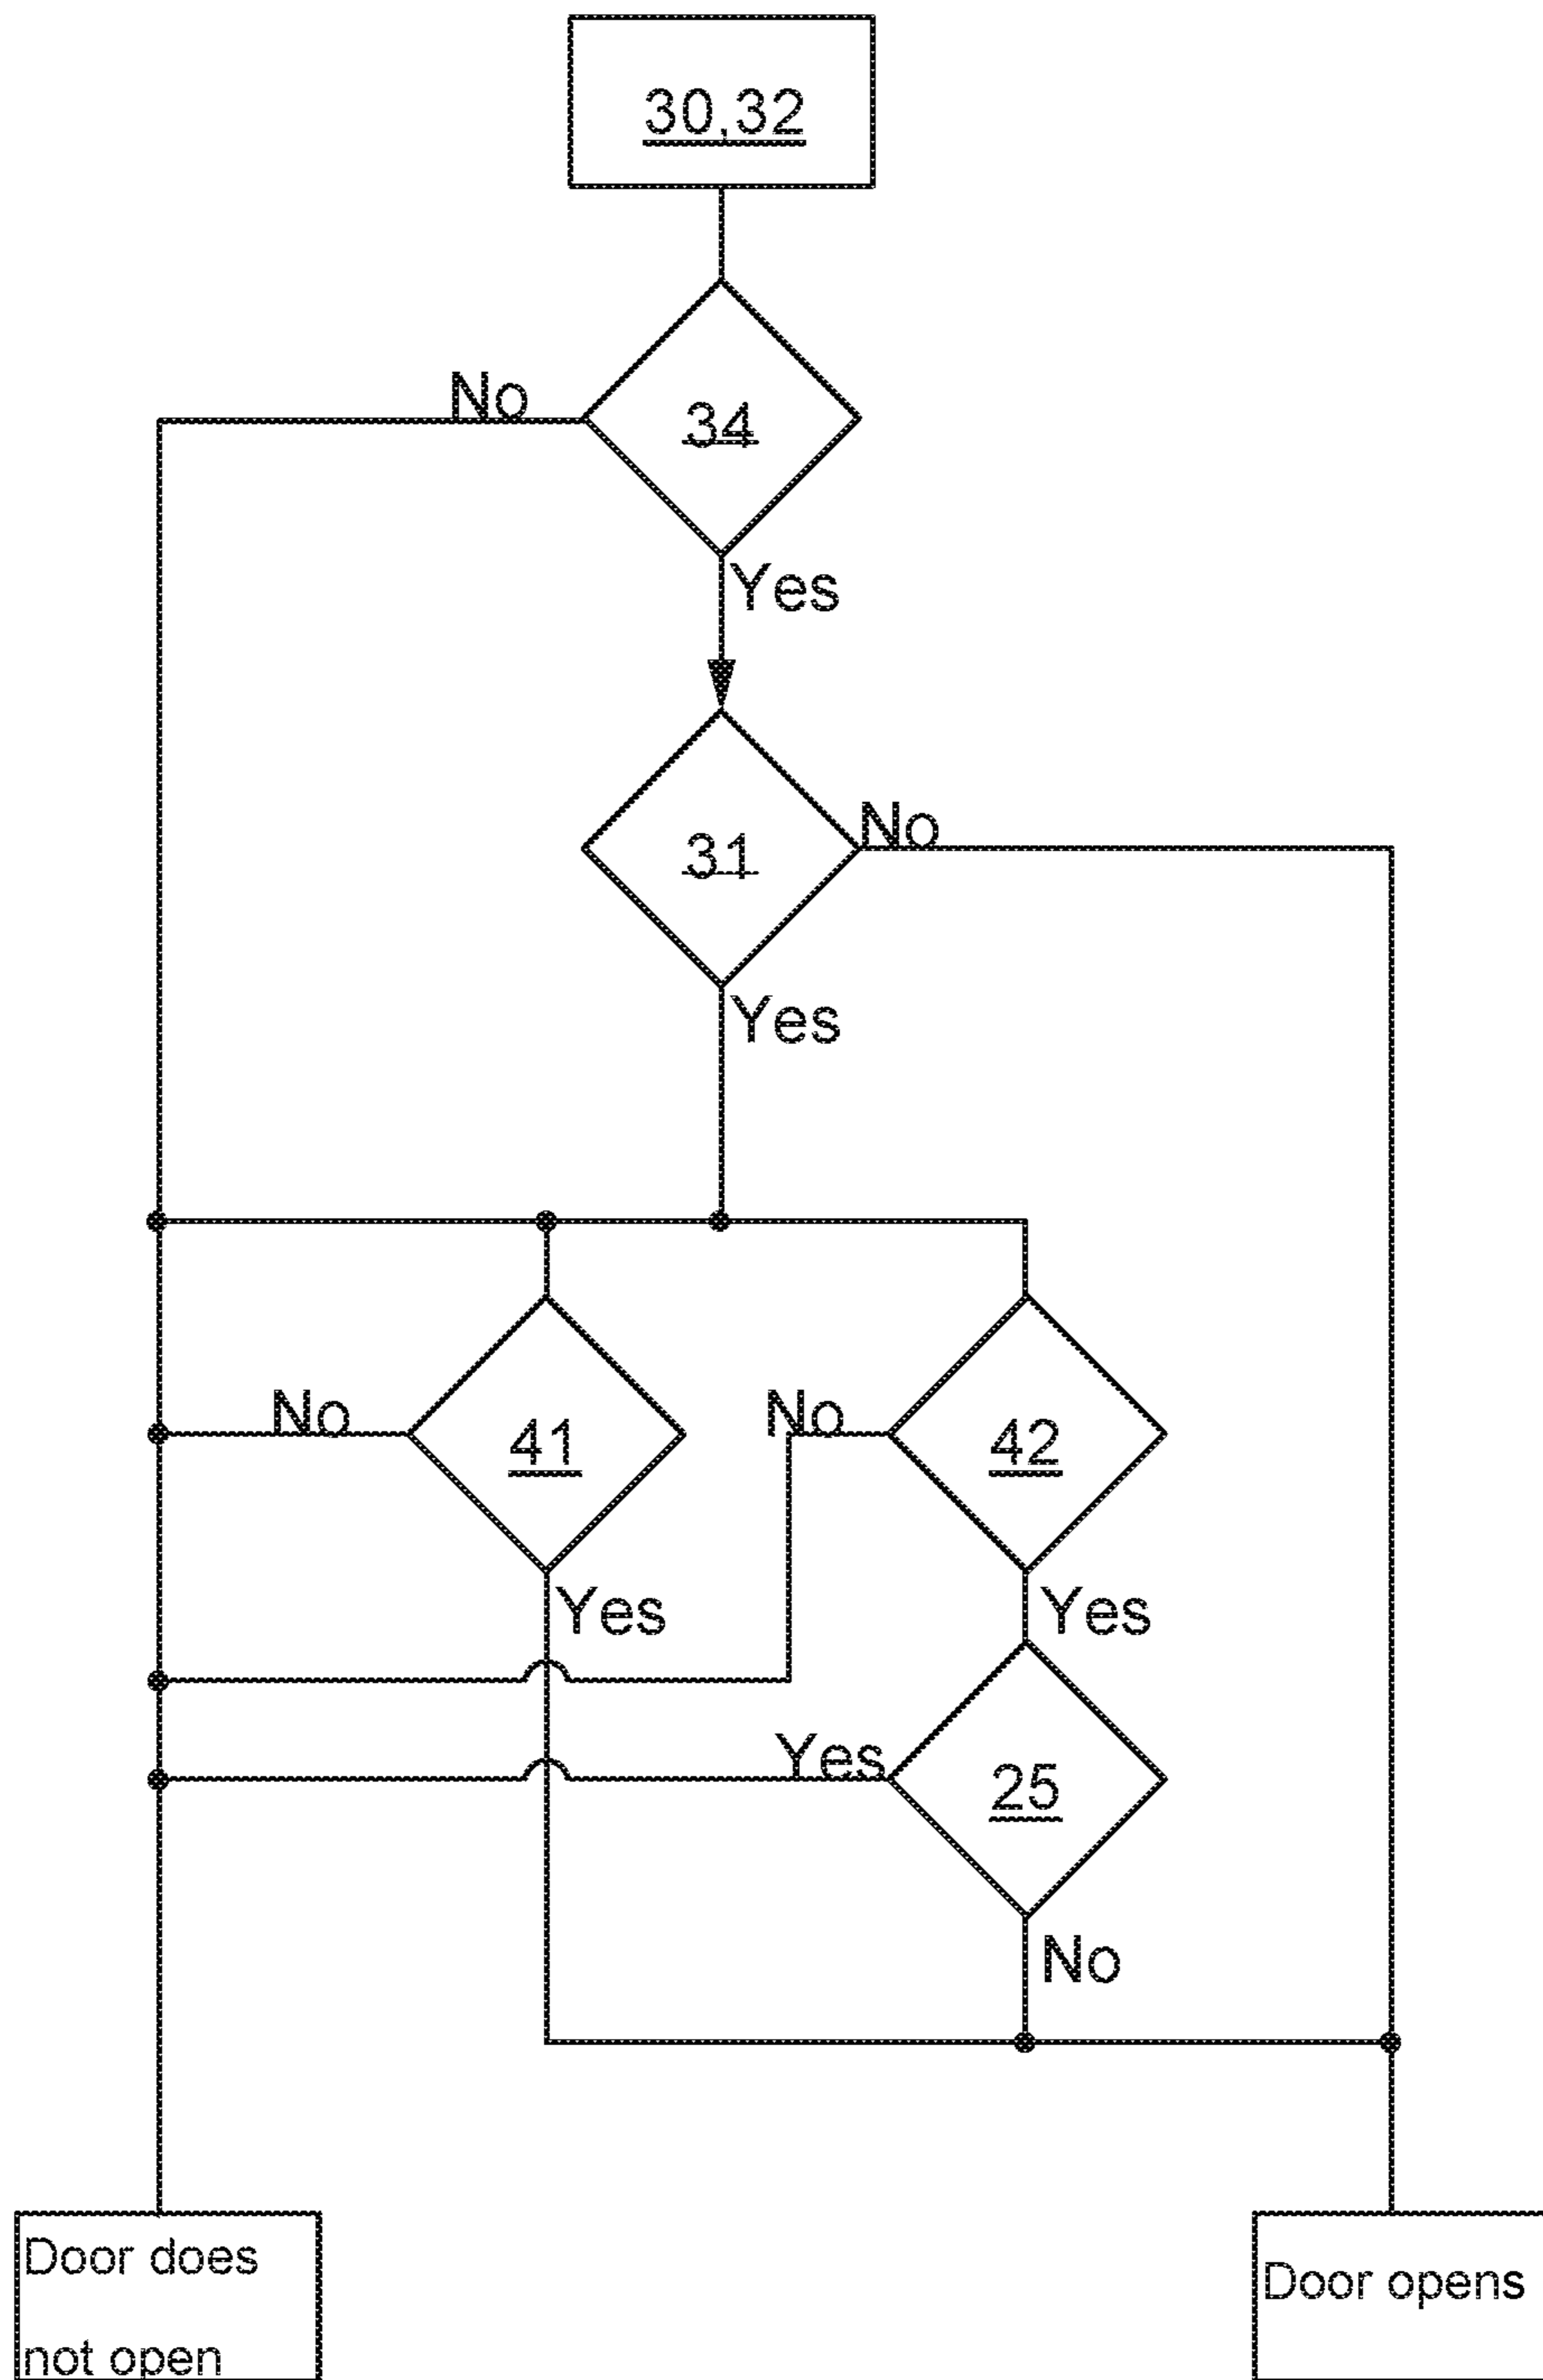 30,32
No
34
Yes
31
No
Yes
No
41
No
42
Yes
Yes
Yes
25
No
Door does
not open
Door opens